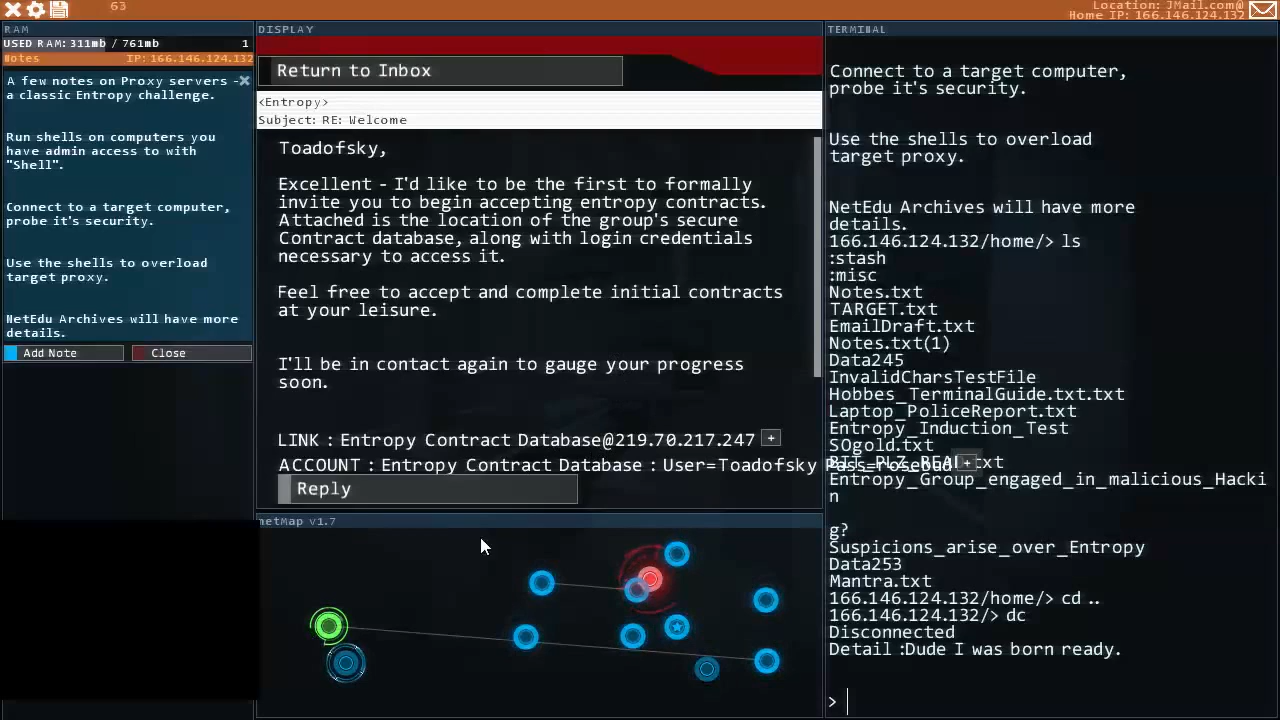 63
Location: JMail.com@
Home IP: 166.146.124.132
RAM
USED RAM: 311mb / 761mb 1
Notes IP: 166.146.124.132
A few notes on Proxy servers -
a classic Entropy challenge.
Run shells on computers you
have admin access to with
"Shell".
Connect to a target computer,
probe it's security.
Use the shells to overload
target proxy.
NetEdu Archives will have more
details.
Add Note
Close
DISPLAY
Return to Inbox
<Entropy>
Subject: RE: Welcome
Toadofsky,
Excellent - I'd like to be the first to formally
invite you to begin accepting entropy contracts.
Attached is the location of the group's secure
Contract database, along with login credentials
necessary to access it.
Feel free to accept and complete initial contracts
at your leisure.
I'll be in contact again to gauge your progress
soon.
LINK : Entropy Contract Database@219.70.217.247 +
ACCOUNT : Entropy Contract Database : User=Toadofsky Pass=rosebud +
Reply
netMap v1.7
TERMINAL
Connect to a target computer,
probe it's security.
Use the shells to overload
target proxy.
NetEdu Archives will have more
details.
166.146.124.132/home/> ls
:stash
:misc
Notes.txt
TARGET.txt
EmailDraft.txt
Notes.txt(1)
Data245
InvalidCharsTestFile
Hobbes_TerminalGuide.txt.txt
Laptop_PoliceReport.txt
Entropy_Induction_Test
SOgold.txt
Entropy_Group_engaged_in_malicious_Hacki
n
g?
Suspicions_arise_over_Entropy
Data253
Mantra.txt
166.146.124.132/home/> cd ..
166.146.124.132/> dc
Disconnected
Detail :Dude I was born ready.
>